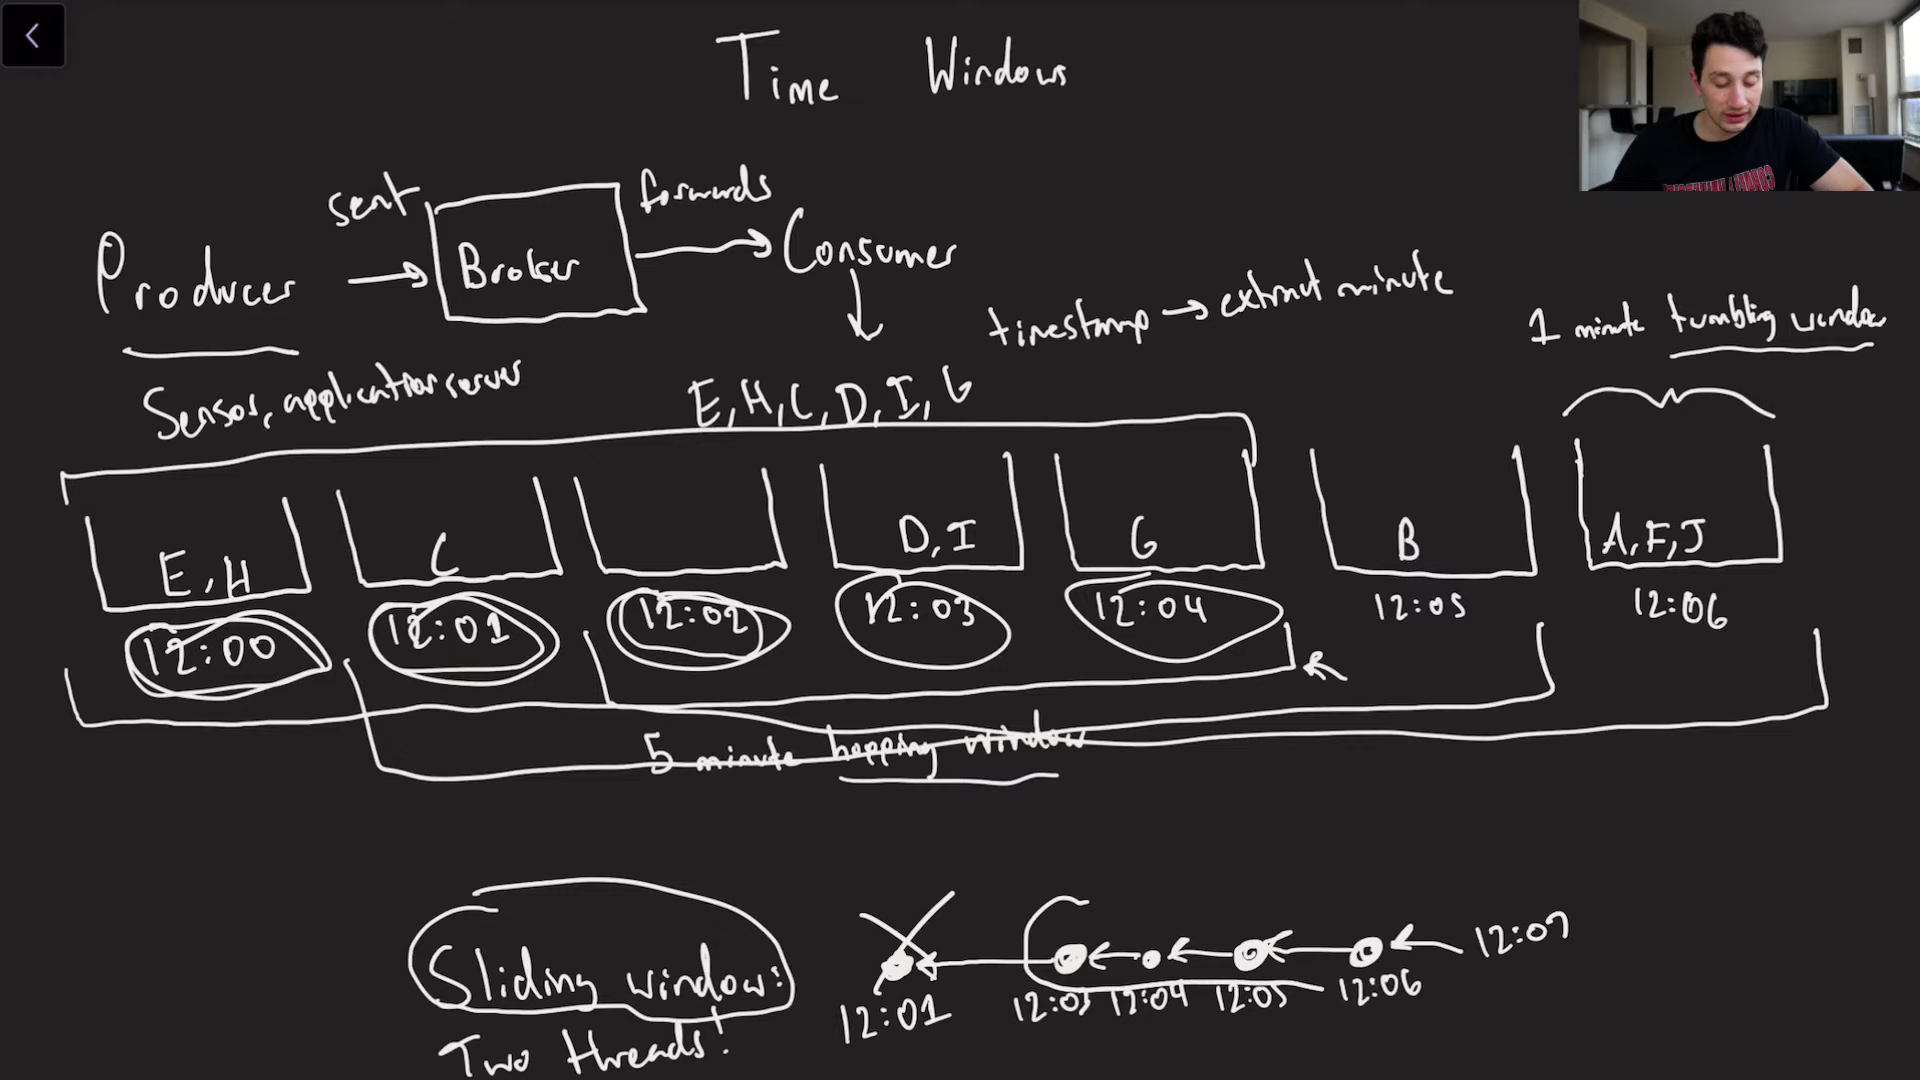 Time Windows
sent
forwards
Producer
Broker
Consumer
timestamp → extract minute
1 minute tumbling window
Sensor, application server
E, H, C, D, I, G
E, H
C
D, I
G
B
A, F, J
12:00
12:01
12:02
12:03
12:04
12:05
12:06
5 minute hopping window
Sliding window:
Two threads!
12:01
12:03
12:04
12:05
12:06
12:07